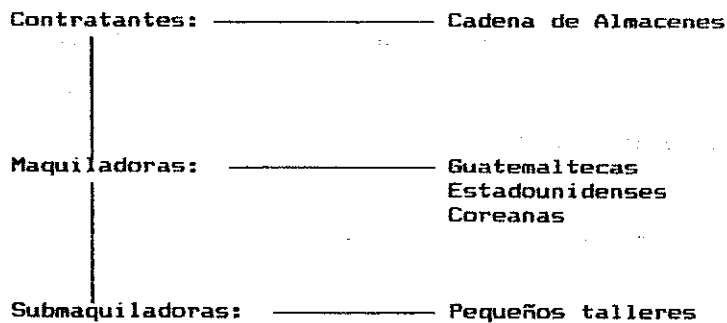 Contratantes: Cadena de Almacenes
Maquiladoras: Guatemaltecas
Estadounidenses
Coreanas
Submaquiladoras: Pequeños talleres